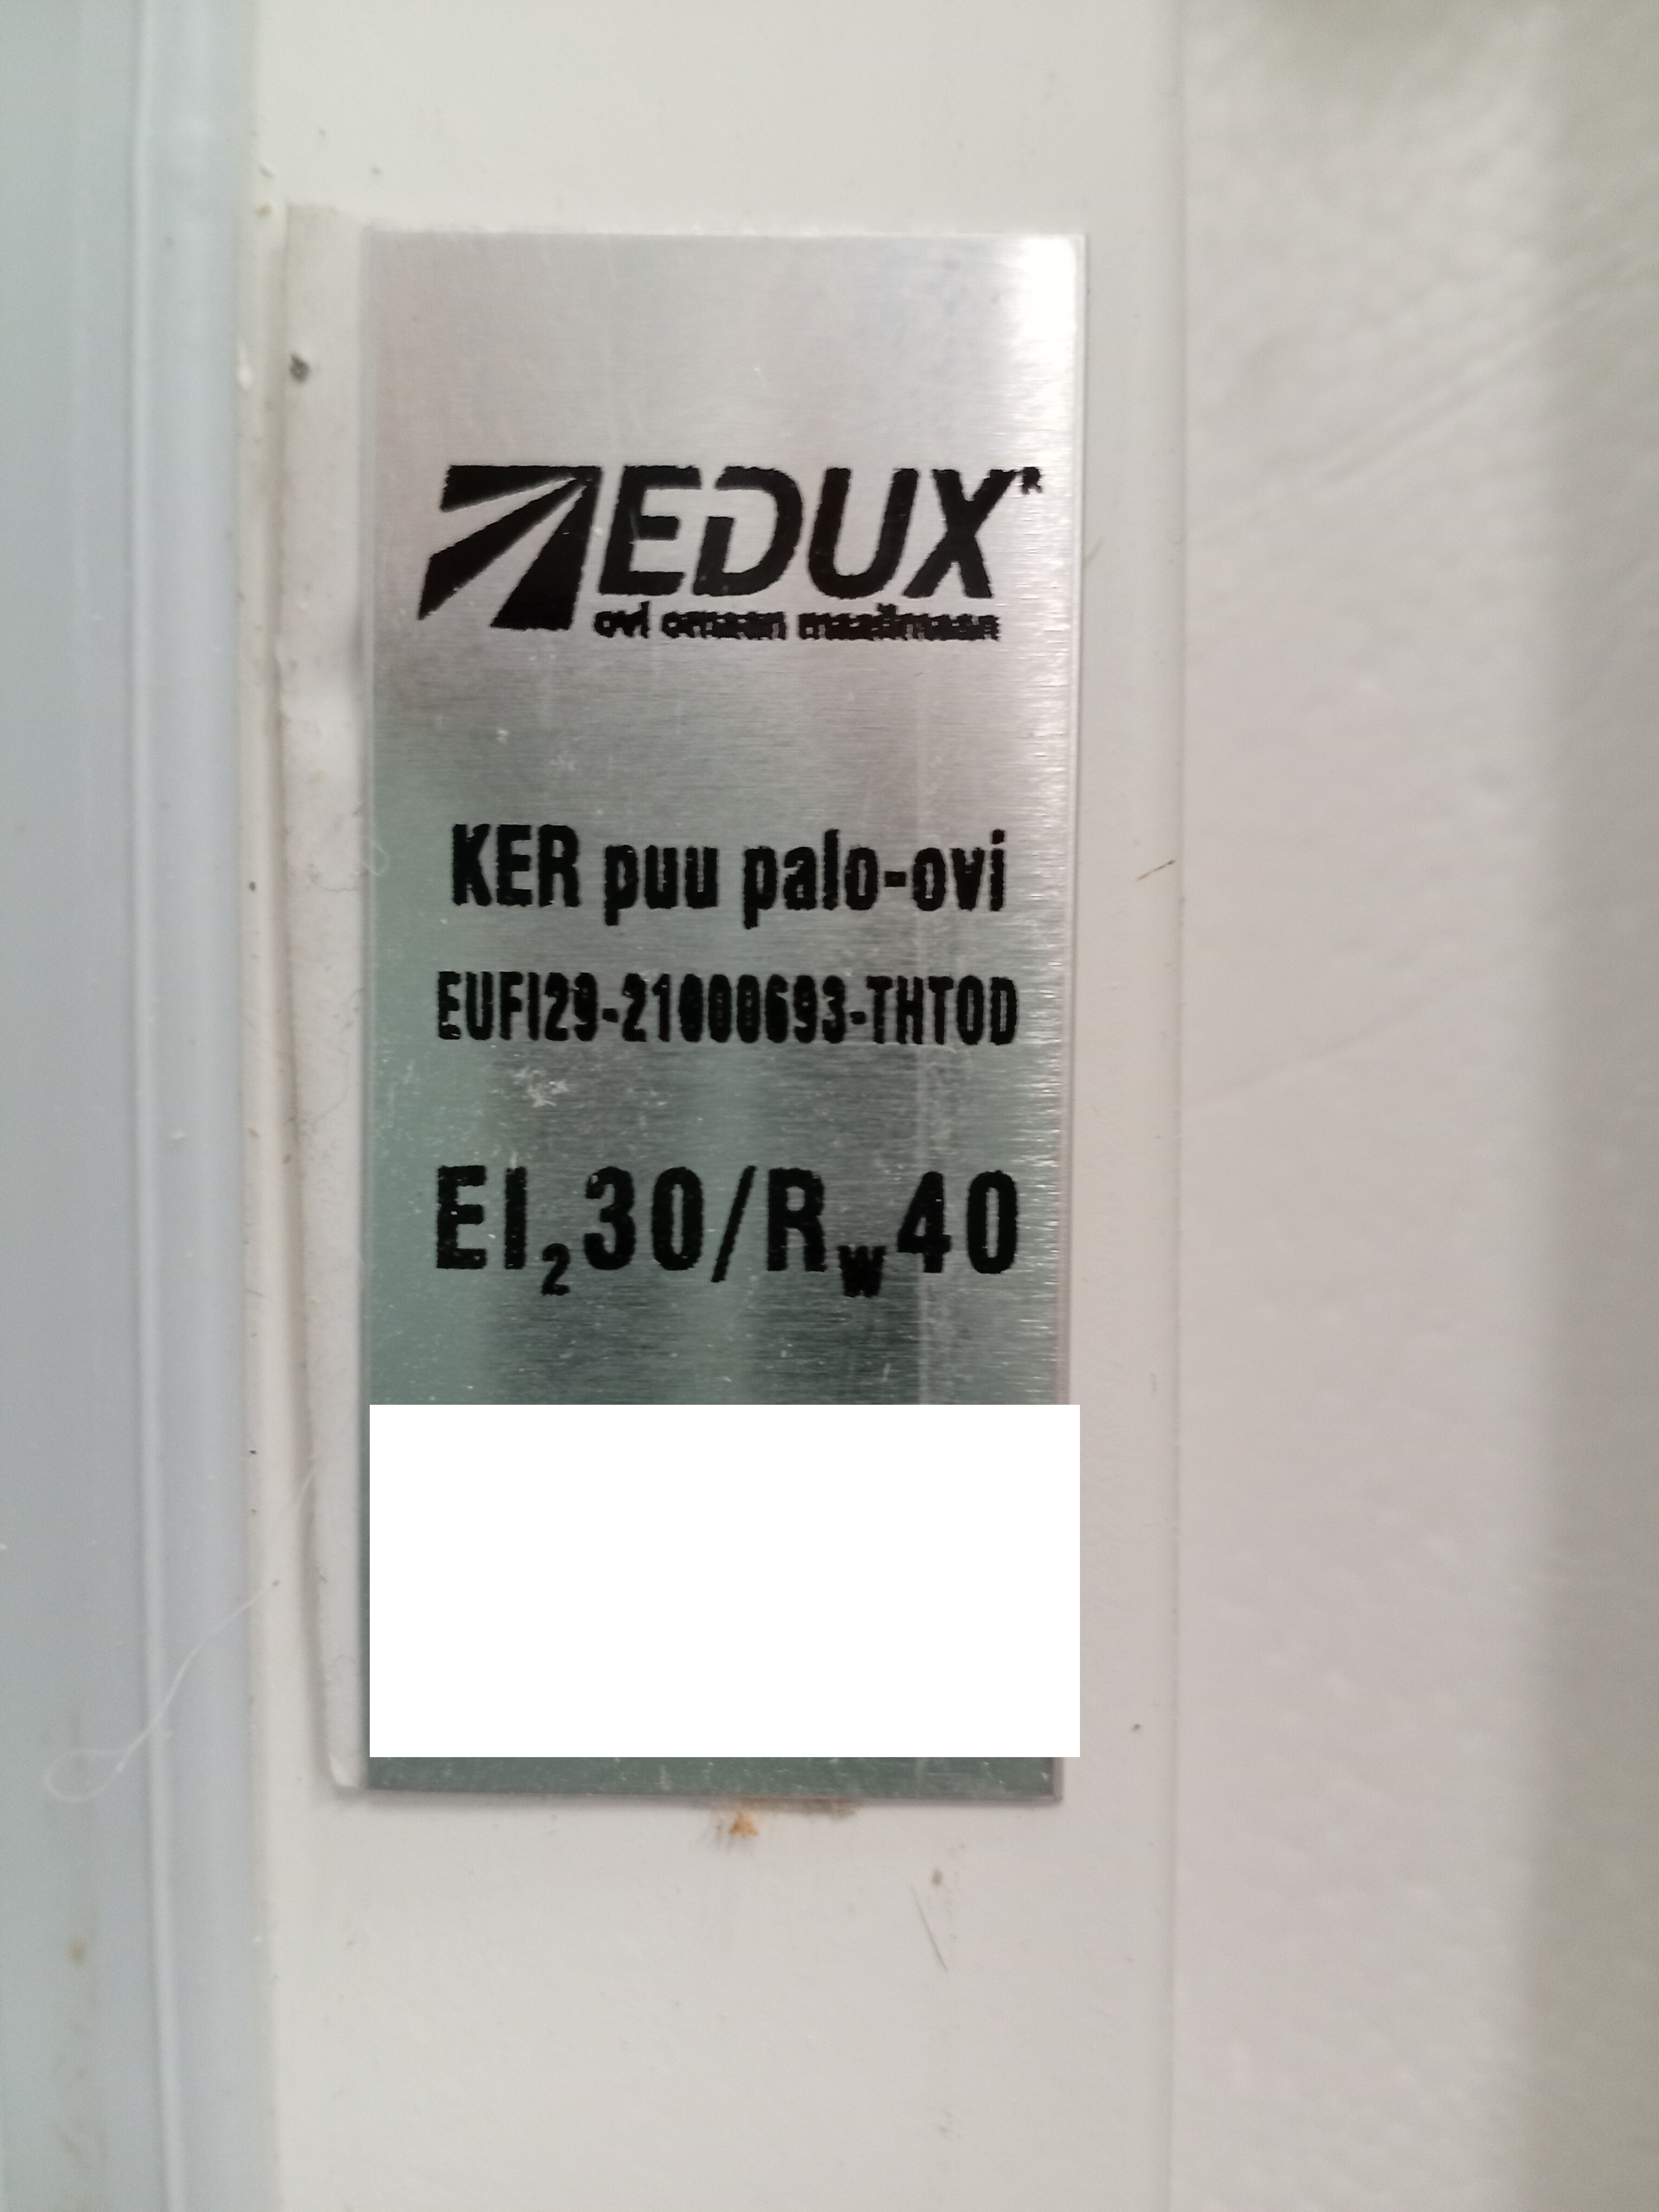 EDUX R
ovi omaan maailmaan
KER puu palo-ovi
EUFI29-21000693-THTOD
EI₂30/Rw40